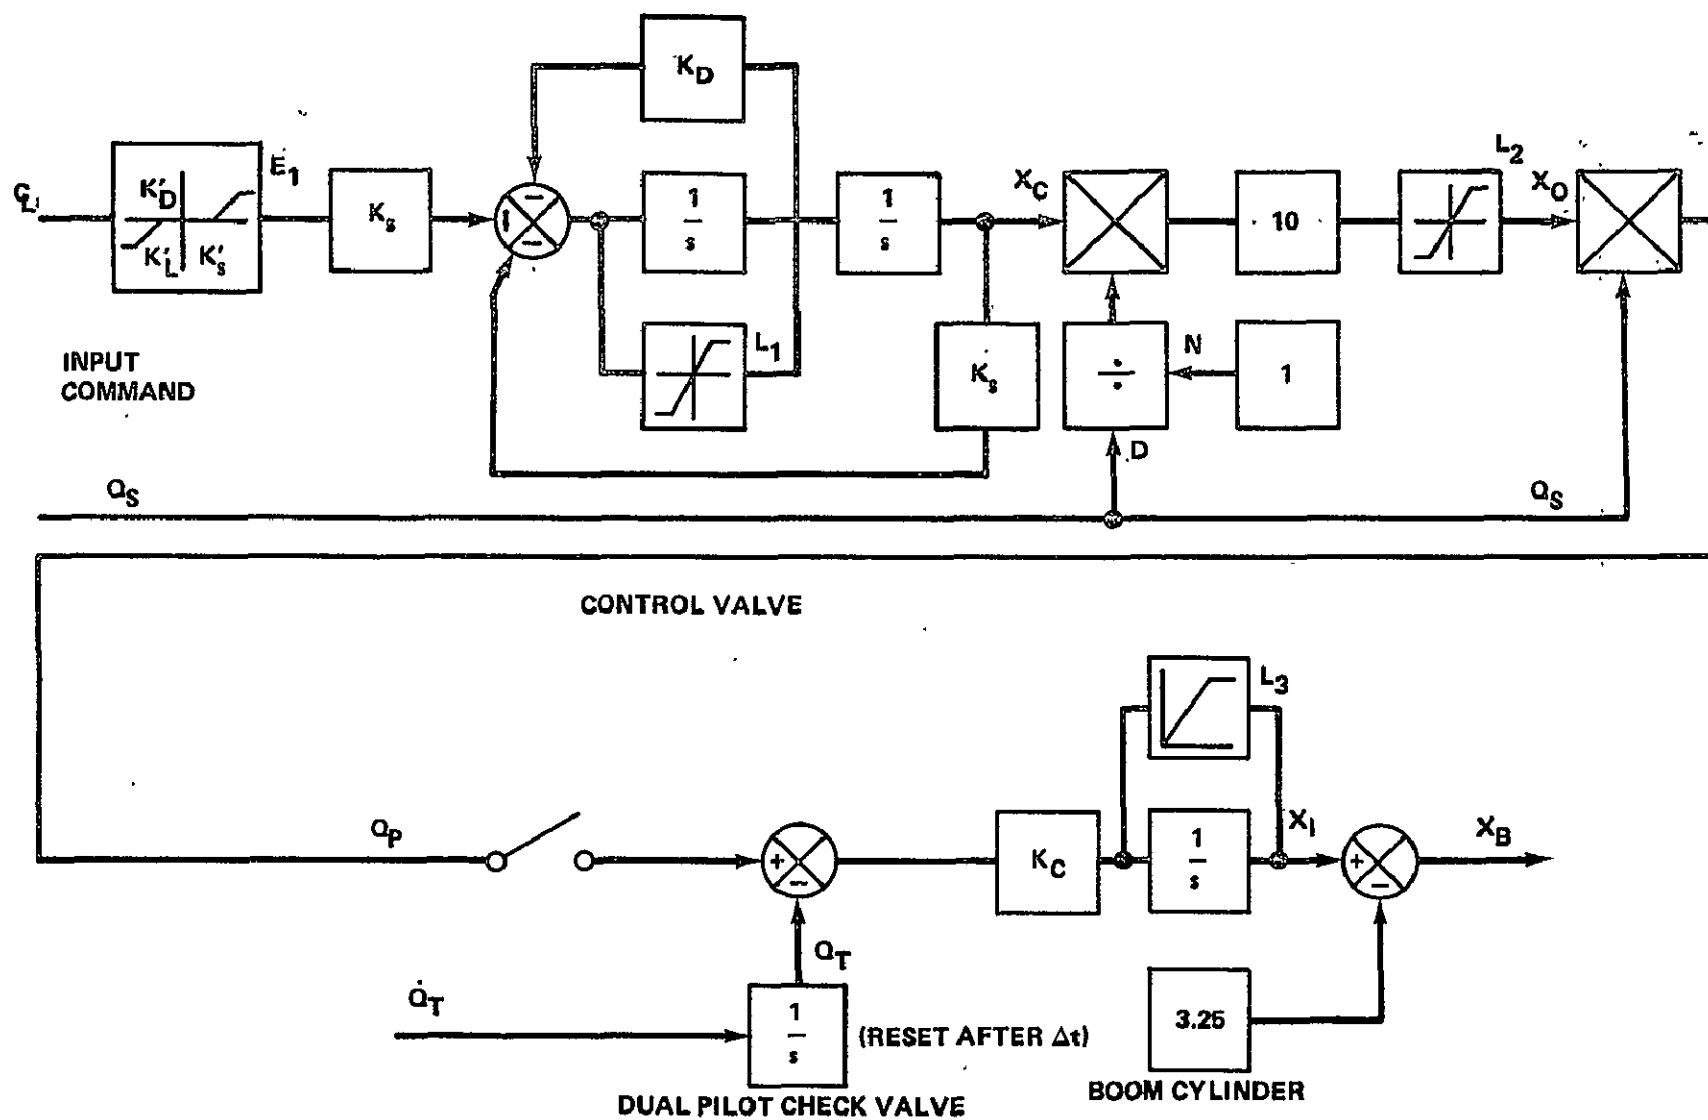 K_D
C_L
K'_D
K'_L K'_s
E_1
K_s
1
s
1
s
X_C
10
L_2
X_O
INPUT
COMMAND
L_1
K_s
N
1
D
Q_S
Q_S
CONTROL VALVE
L_3
Q_P
K_C
1
s
X_I
X_B
Q_T
Q̇_T
1
s
(RESET AFTER Δt)
3.25
BOOM CYLINDER
DUAL PILOT CHECK VALVE